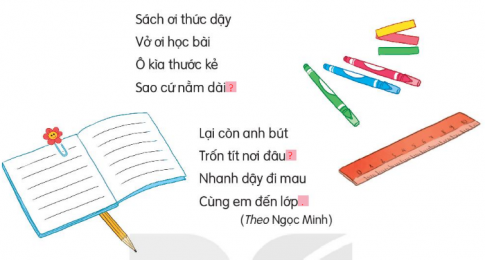 Sách ơi thức dậy
Vở ơi học bài
Ô kìa thước kẻ
Sao cứ nằm dài?
Lại còn anh bút
Trốn tít nơi đâu?
Nhanh dậy đi mau
Cùng em đến lớp.
(Theo Ngọc Minh)